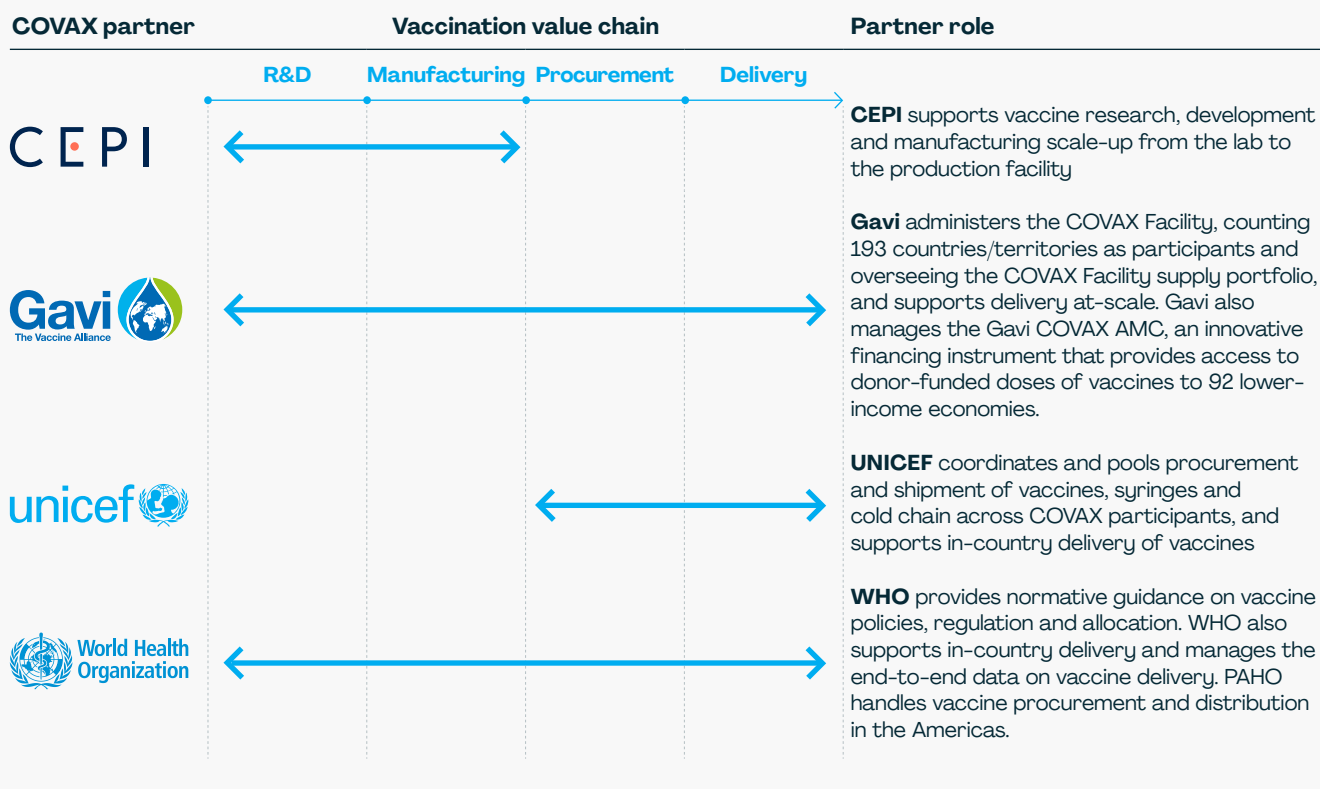 COVAX partner
Vaccination value chain
Partner role
R&D
Manufacturing
Procurement
Delivery
CEPI
CEPI supports vaccine research, development
and manufacturing scale-up from the lab to
the production facility
Gavi
The Vaccine Alliance
Gavi administers the COVAX Facility, counting
193 countries/territories as participants and
overseeing the COVAX Facility supply portfolio,
and supports delivery at-scale. Gavi also
manages the Gavi COVAX AMC, an innovative
financing instrument that provides access to
donor-funded doses of vaccines to 92 lower-
income economies.
unicef
UNICEF coordinates and pools procurement
and shipment of vaccines, syringes and
cold chain across COVAX participants, and
supports in-country delivery of vaccines
World Health
Organization
WHO provides normative guidance on vaccine
policies, regulation and allocation. WHO also
supports in-country delivery and manages the
end-to-end data on vaccine delivery. PAHO
handles vaccine procurement and distribution
in the Americas.